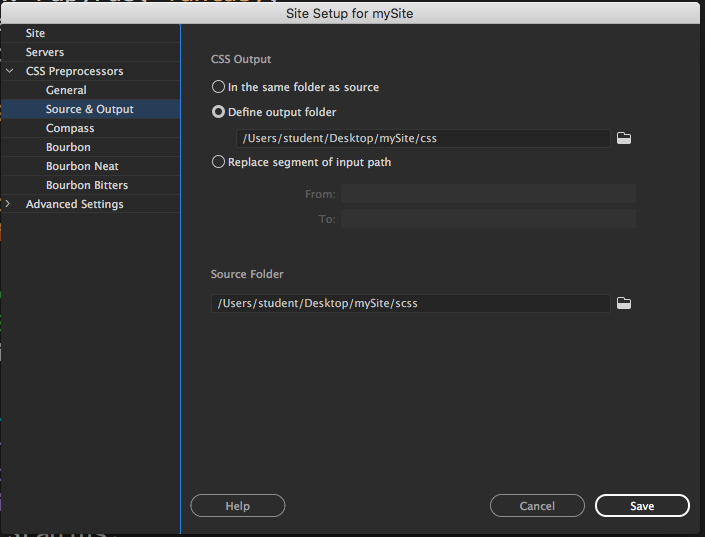 Site Setup for mySite
Site
Servers
CSS Preprocessors
General
Source & Output
Compass
Bourbon
Bourbon Neat
Bourbon Bitters
Advanced Settings
CSS Output
In the same folder as source
Define output folder
/Users/student/Desktop/mySite/css
Replace segment of input path
From:
To:
Source Folder
/Users/student/Desktop/mySite/scss
Help
Cancel
Save